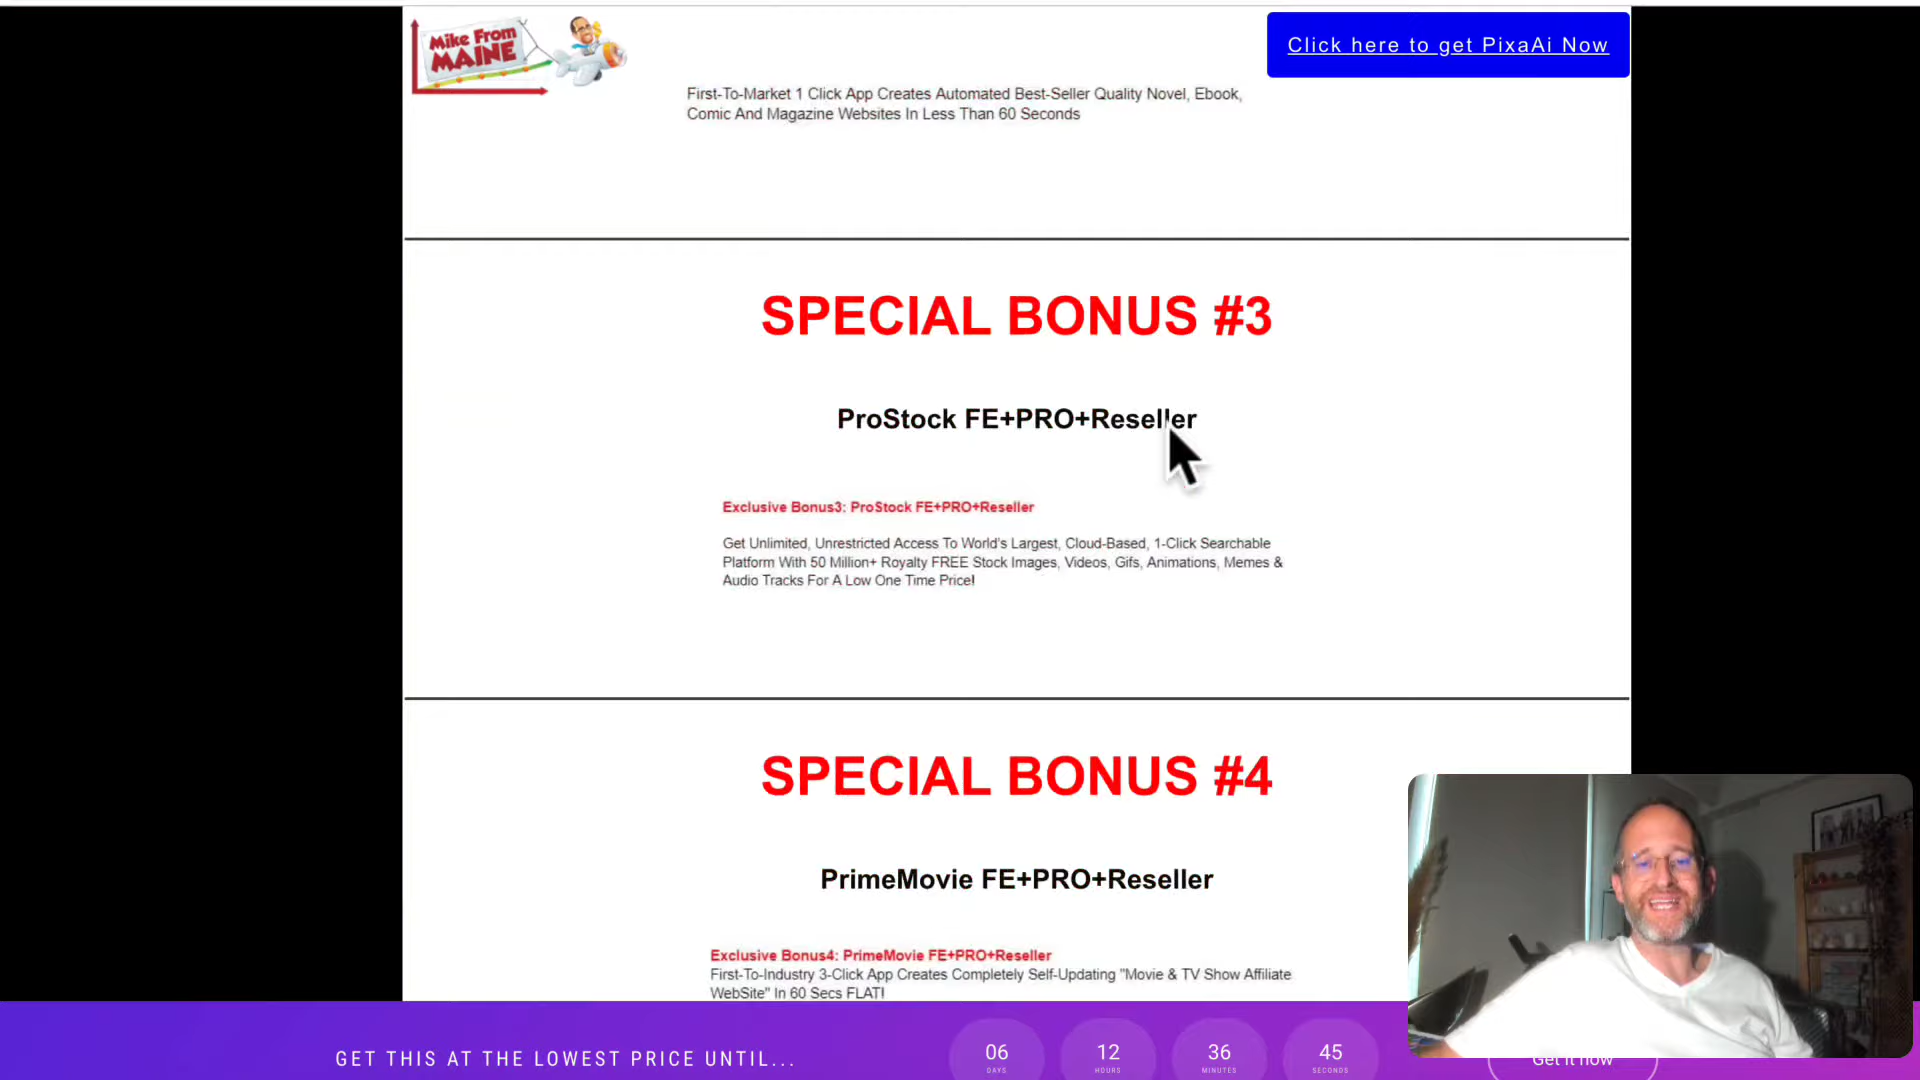 Mike From
MAINE
Click here to get PixaAi Now
First-To-Market 1 Click App Creates Automated Best-Seller Quality Novel, Ebook,
Comic And Magazine Websites In Less Than 60 Seconds
SPECIAL BONUS #3
ProStock FE+PRO+Reseller
Exclusive Bonus3: ProStock FE+PRO+Reseller
Get Unlimited, Unrestricted Access To World's Largest, Cloud-Based, 1-Click Searchable
Platform With 50 Million+ Royalty FREE Stock Images, Videos, Gifs, Animations, Memes &
Audio Tracks For A Low One Time Price!
SPECIAL BONUS #4
PrimeMovie FE+PRO+Reseller
Exclusive Bonus4: PrimeMovie FE+PRO+Reseller
First-To-Industry 3-Click App Creates Completely Self-Updating "Movie & TV Show Affiliate
WebSite" In 60 Secs FLAT!
GET THIS AT THE LOWEST PRICE UNTIL...
06 12 36 45
DAYS HOURS MINUTES SECONDS
Get it now